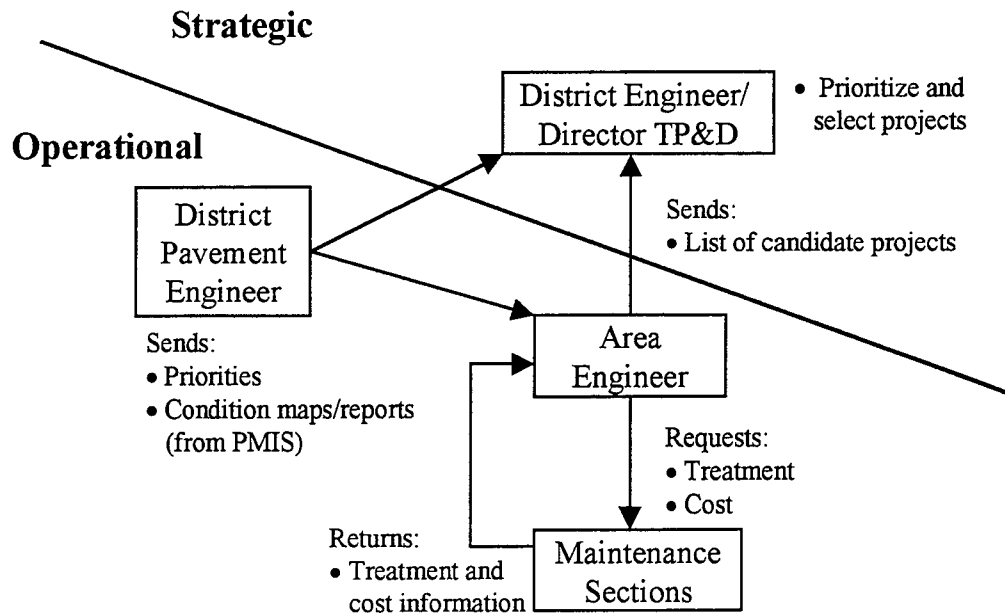 Strategic
Operational
District Engineer/
Director TP&D
• Prioritize and
select projects
District
Pavement
Engineer
Sends:
• List of candidate projects
Sends:
• Priorities
• Condition maps/reports
(from PMIS)
Area
Engineer
Requests:
• Treatment
• Cost
Returns:
• Treatment and
cost information
Maintenance
Sections